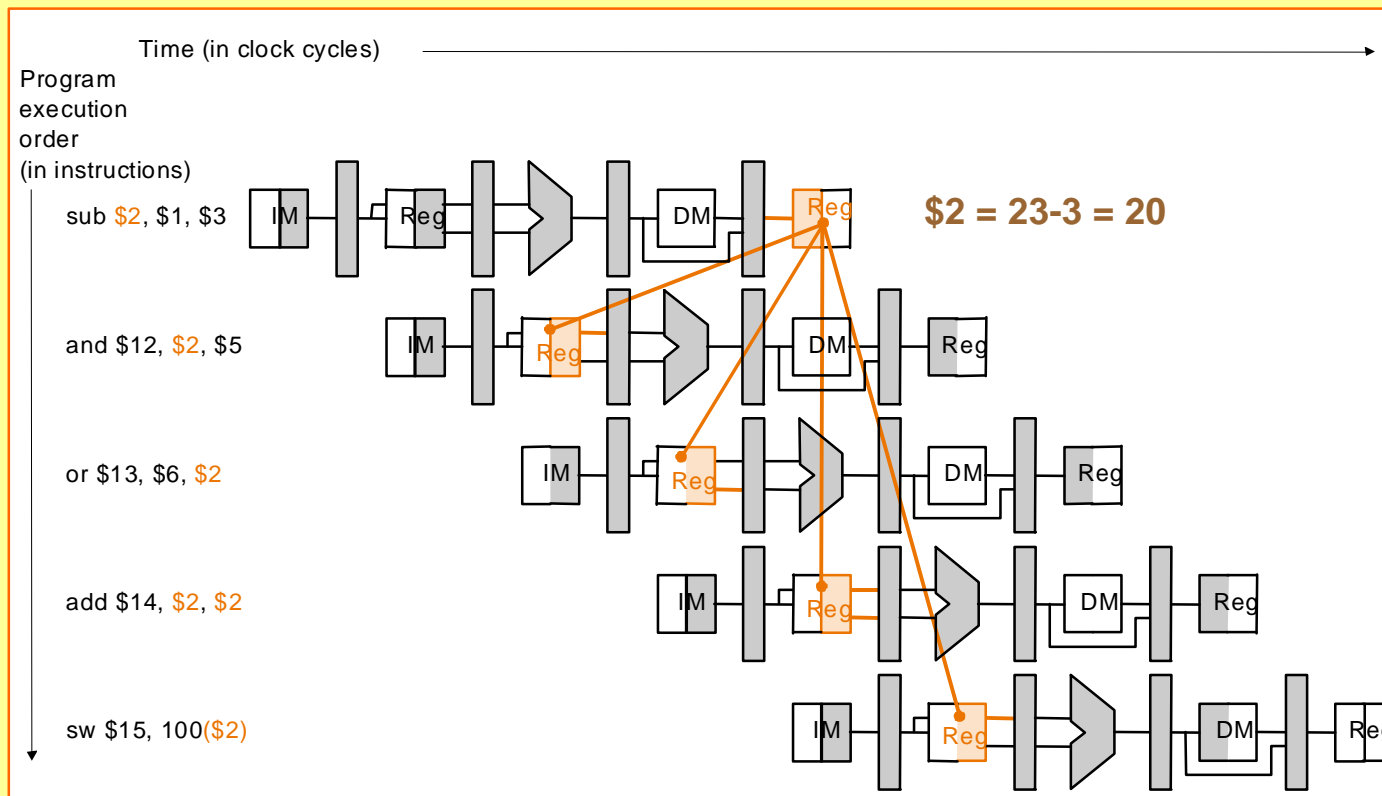 Time (in clock cycles)
Program
execution
order
(in instructions)
sub $2, $1, $3
IM
Reg
DM
Reg
$2 = 23-3 = 20
and $12, $2, $5
IM
Reg
DM
Reg
or $13, $6, $2
IM
Reg
DM
Reg
add $14, $2, $2
IM
Reg
DM
Reg
sw $15, 100($2)
IM
Reg
DM
Re